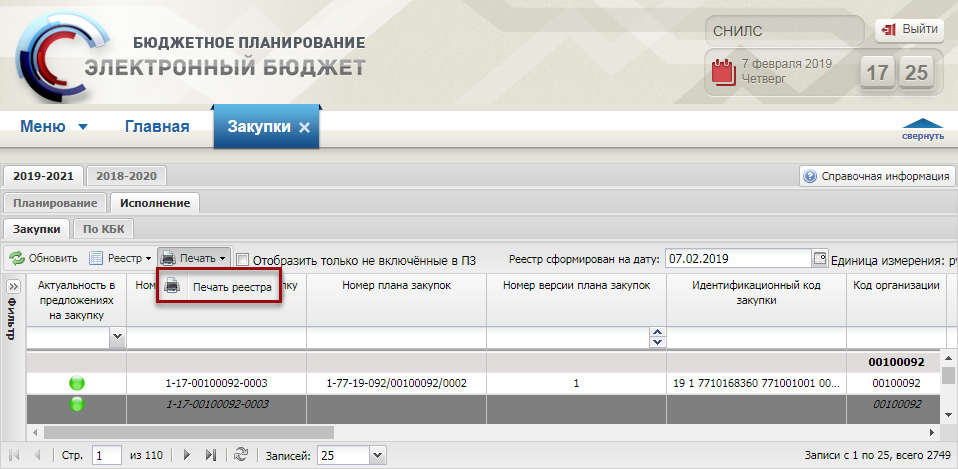 БЮДЖЕТНОЕ ПЛАНИРОВАНИЕ
ЭЛЕКТРОННЫЙ БЮДЖЕТ
СНИЛС
Выйти
7 февраля 2019
Четверг
17 25
Меню Главная Закупки
свернуть
2019-2021 2018-2020
Справочная информация
Планирование Исполнение
Закупки По КБК
Обновить Реестр Печать Отобразить только не включённые в ПЗ Реестр сформирован на дату: 07.02.2019 Единица измерения: ру
Печать реестра
Фильтр
Актуальность в предложениях на закупку
Номер плана закупок
Номер версии плана закупок
Идентификационный код закупки
Код организации
00100092
1-17-00100092-0003 1-77-19-092/00100092/0002 1 19 1 7710168360 771001001 00... 00100092
1-17-00100092-0003 00100092
Стр. 1 из 110 Записей: 25 Записи с 1 по 25, всего 2749